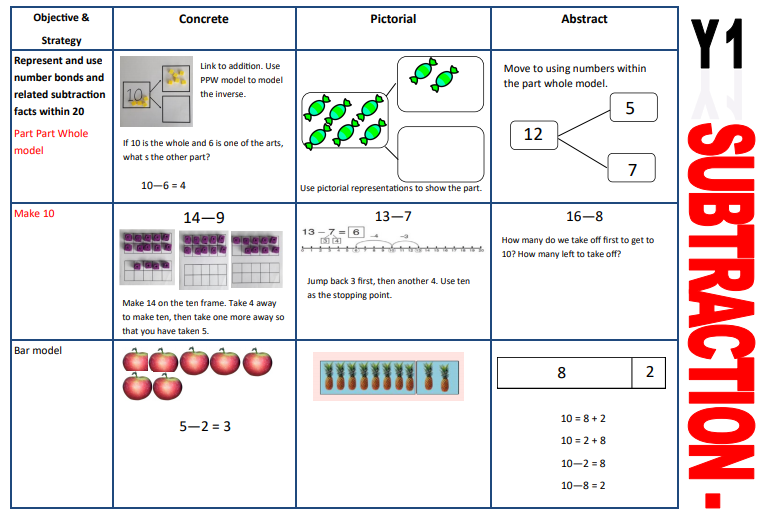 Objective &
Strategy
Concrete
Pictorial
Abstract
Represent and use
number bonds and
related subtraction
facts within 20
Part Part Whole
model
10
Link to addition. Use
PPW model to model
the inverse.
If 10 is the whole and 6 is one of the arts,
what s the other part?
10—6 = 4
Use pictorial representations to show the part.
Move to using numbers within
the part whole model.
5
12
7
Make 10
14—9
Make 14 on the ten frame. Take 4 away
to make ten, then take one more away so
that you have taken 5.
13—7
13 – 7 = 6
3 4
–4
–3
Jump back 3 first, then another 4. Use ten
as the stopping point.
16—8
How many do we take off first to get to
10? How many left to take off?
Bar model
5—2 = 3
8
2
10 = 8 + 2
10 = 2 + 8
10—2 = 8
10—8 = 2
Y1
SUBTRACTION -